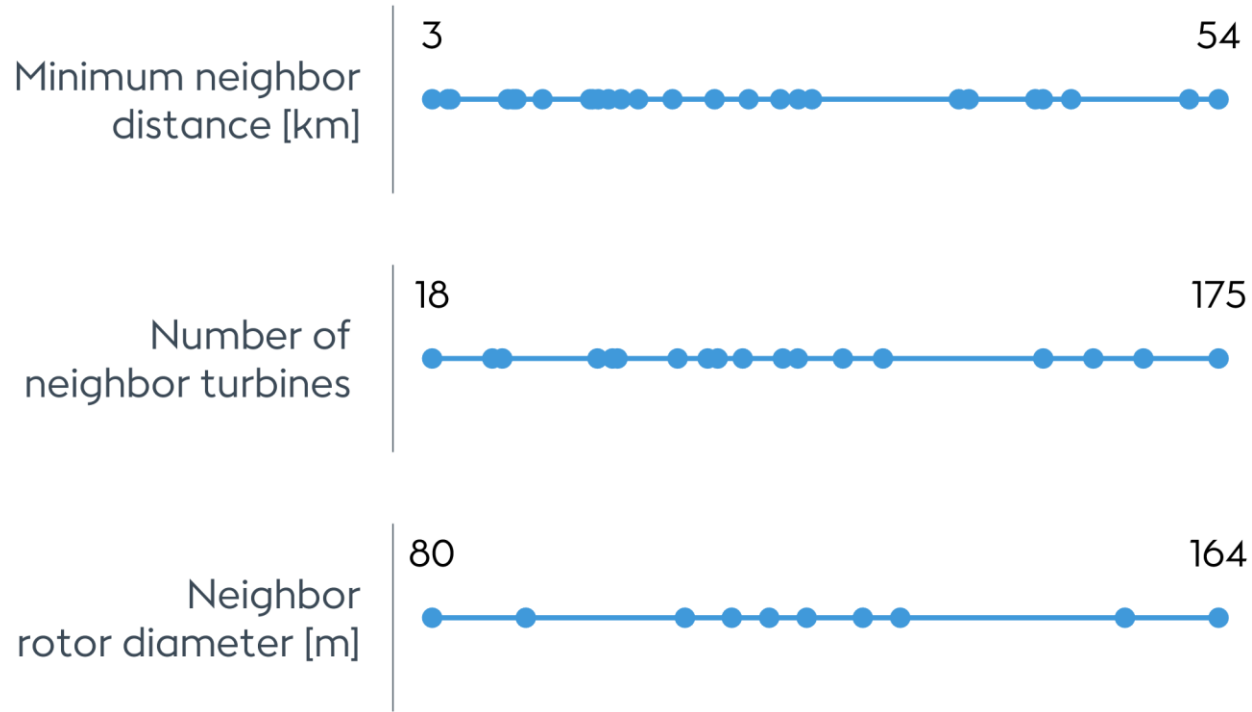 3
54
Minimum neighbor
distance [km]
18
175
Number of
neighbor turbines
80
164
Neighbor
rotor diameter [m]